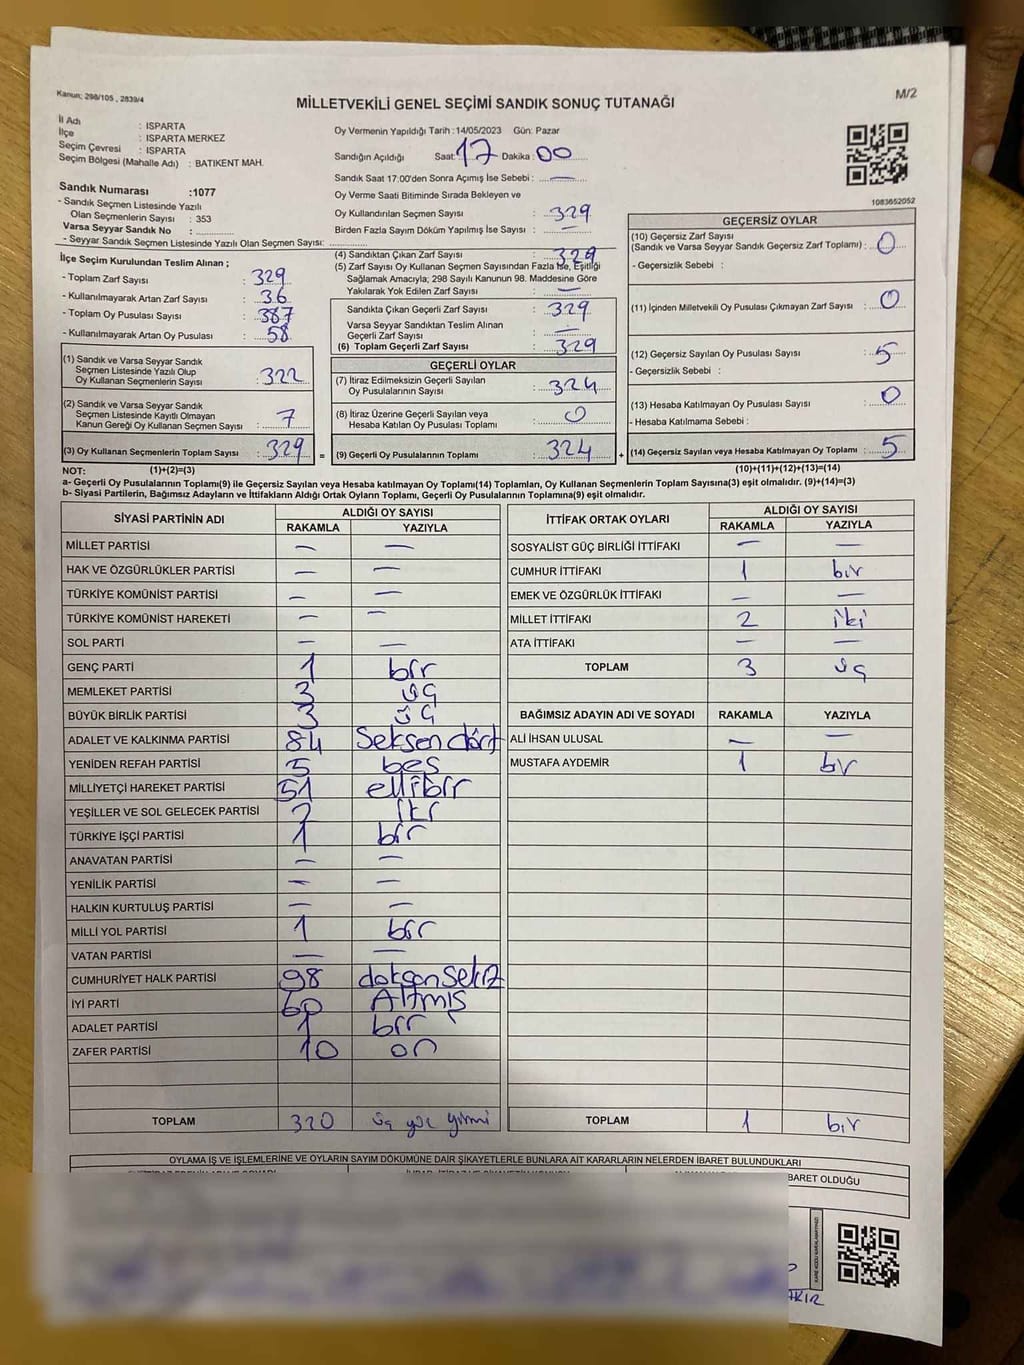 Kanun; 298/105 , 2839/4
MİLLETVEKİLİ GENEL SEÇİMİ SANDIK SONUÇ TUTANAĞI
M/2
İl Adı : ISPARTA
İlçe : ISPARTA MERKEZ
Seçim Çevresi : ISPARTA
Seçim Bölgesi (Mahalle Adı) : BATIKENT MAH.
Oy Vermenin Yapıldığı Tarih : 14/05/2023 Gün: Pazar
Sandığın Açıldığı Saat: 17 Dakika : 00
Sandık Saat 17:00'den Sonra Açımış İse Sebebi : —
Oy Verme Saati Bitiminde Sırada Bekleyen ve
Oy Kullandırılan Seçmen Sayısı : 329
Birden Fazla Sayım Döküm Yapılmış İse Sayısı : —
1083652052
Sandık Numarası :1077
- Sandık Seçmen Listesinde Yazılı
Olan Seçmenlerin Sayısı : 353
Varsa Seyyar Sandık No :
- Seyyar Sandık Seçmen Listesinde Yazılı Olan Seçmen Sayısı:
İlçe Seçim Kurulundan Teslim Alınan ;
- Toplam Zarf Sayısı : 329
- Kullanılmayarak Artan Zarf Sayısı : 36
- Toplam Oy Pusulası Sayısı : 387
- Kullanılmayarak Artan Oy Pusulası : 58
(1) Sandık ve Varsa Seyyar Sandık
Seçmen Listesinde Yazılı Olup
Oy Kullanan Seçmenlerin Sayısı : 322
(2) Sandık ve Varsa Seyyar Sandık
Seçmen Listesinde Kayıtlı Olmayan
Kanun Gereği Oy Kullanan Seçmen Sayısı : 7
(3) Oy Kullanan Seçmenlerin Toplam Sayısı : 329 =
(4) Sandıktan Çıkan Zarf Sayısı : 329
(5) Zarf Sayısı Oy Kullanan Seçmen Sayısından Fazla İse, Eşitliği
Sağlamak Amacıyla; 298 Sayılı Kanunun 98. Maddesine Göre
Yakılarak Yok Edilen Zarf Sayısı : —
Sandıkta Çıkan Geçerli Zarf Sayısı : 329
Varsa Seyyar Sandıktan Teslim Alınan
Geçerli Zarf Sayısı : —
(6) Toplam Geçerli Zarf Sayısı : 329
GEÇERLİ OYLAR
(7) İtiraz Edilmeksizin Geçerli Sayılan
Oy Pusulalarının Sayısı : 324
(8) İtiraz Üzerine Geçerli Sayılan veya
Hesaba Katılan Oy Pusulası Toplamı : 0
(9) Geçerli Oy Pusulalarının Toplamı : 324 +
GEÇERSİZ OYLAR
(10) Geçersiz Zarf Sayısı
(Sandık ve Varsa Seyyar Sandık Geçersiz Zarf Toplamı) : 0
- Geçersizlik Sebebi :
(11) İçinden Milletvekili Oy Pusulası Çıkmayan Zarf Sayısı : 0
(12) Geçersiz Sayılan Oy Pusulası Sayısı : 5
- Geçersizlik Sebebi :
(13) Hesaba Katılmayan Oy Pusulası Sayısı : 0
- Hesaba Katılmama Sebebi :
(14) Geçersiz Sayılan veya Hesaba Katılmayan Oy Toplamı : 5
NOT: (1)+(2)=(3)
(10)+(11)+(12)+(13)=(14)
a- Geçerli Oy Pusulalarının Toplamı(9) ile Geçersiz Sayılan veya Hesaba katılmayan Oy Toplamı(14) Toplamları, Oy Kullanan Seçmenlerin Toplam Sayısına(3) eşit olmalıdır. (9)+(14)=(3)
b- Siyasi Partilerin, Bağımsız Adayların ve İttifakların Aldığı Ortak Oyların Toplamı, Geçerli Oy Pusulalarının Toplamına(9) eşit olmalıdır.
SİYASİ PARTİNİN ADI ALDIĞI OY SAYISI
RAKAMLA YAZIYLA
MİLLET PARTİSİ — —
HAK VE ÖZGÜRLÜKLER PARTİSİ — —
TÜRKİYE KOMÜNİST PARTİSİ — —
TÜRKİYE KOMÜNİST HAREKETİ — —
SOL PARTİ — —
GENÇ PARTİ 1 bir
MEMLEKET PARTİSİ 3 üç
BÜYÜK BİRLİK PARTİSİ 3 üç
ADALET VE KALKINMA PARTİSİ 84 Seksen dört
YENİDEN REFAH PARTİSİ 5 beş
MİLLİYETÇİ HAREKET PARTİSİ 51 ellibir
YEŞİLLER VE SOL GELECEK PARTİSİ 2 iki
TÜRKİYE İŞÇİ PARTİSİ 1 bir
ANAVATAN PARTİSİ — —
YENİLİK PARTİSİ — —
HALKIN KURTULUŞ PARTİSİ — —
MİLLİ YOL PARTİSİ 1 bir
VATAN PARTİSİ — —
CUMHURİYET HALK PARTİSİ 98 doksan sekiz
İYİ PARTİ 60 Altmış
ADALET PARTİSİ 1 bir
ZAFER PARTİSİ 10 on
TOPLAM 320 üç yüz yirmi
İTTİFAK ORTAK OYLARI ALDIĞI OY SAYISI
RAKAMLA YAZIYLA
SOSYALİST GÜÇ BİRLİĞİ İTTİFAKI — —
CUMHUR İTTİFAKI 1 bir
EMEK VE ÖZGÜRLÜK İTTİFAKI — —
MİLLET İTTİFAKI 2 iki
ATA İTTİFAKI — —
TOPLAM 3 üç
BAĞIMSIZ ADAYIN ADI VE SOYADI RAKAMLA YAZIYLA
ALİ İHSAN ULUSAL — —
MUSTAFA AYDEMİR 1 bir
TOPLAM 1 bir
OYLAMA İŞ VE İŞLEMLERİNE VE OYLARIN SAYIM DÖKÜMÜNE DAİR ŞİKAYETLERLE BUNLARA AİT KARARLARIN NELERDEN İBARET BULUNDUKLARI
BARET OLDUĞU